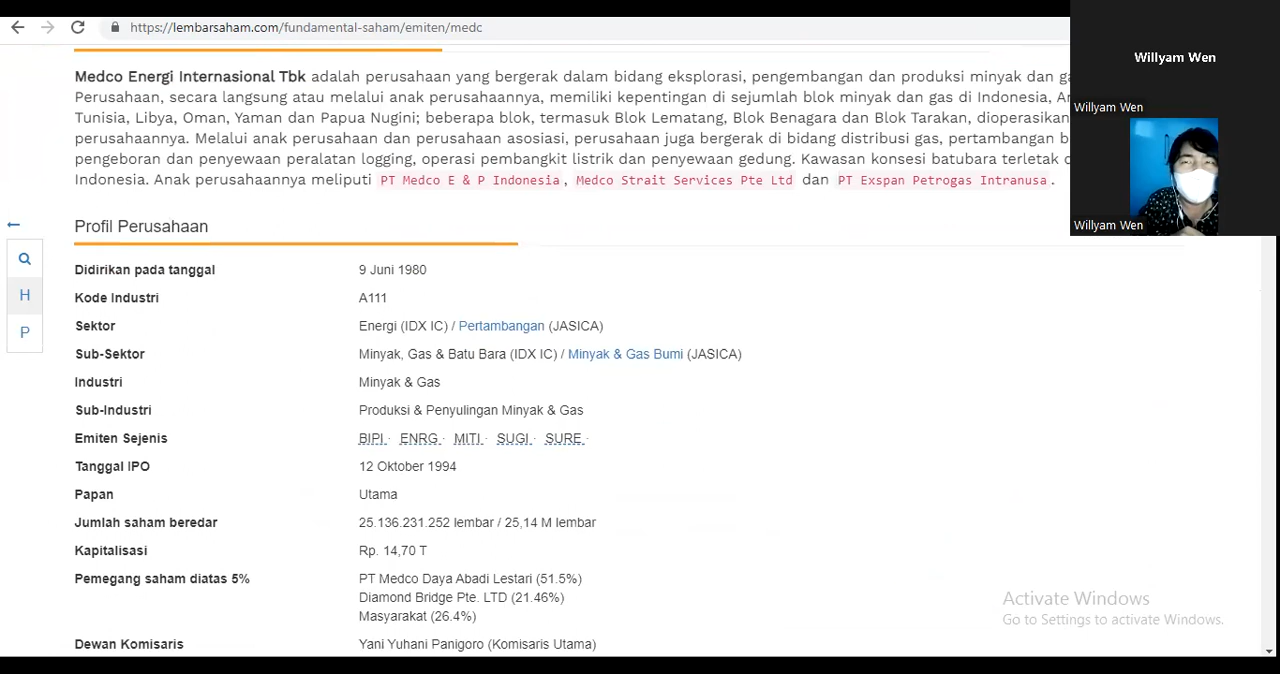 https://lembarsaham.com/fundamental-saham/emiten/medc
Willyam Wen
Willyam Wen
Willyam Wen
Medco Energi Internasional Tbk adalah perusahaan yang bergerak dalam bidang eksplorasi, pengembangan dan produksi minyak dan
Perusahaan, secara langsung atau melalui anak perusahaannya, memiliki kepentingan di sejumlah blok minyak dan gas di Indonesia,
Tunisia, Libya, Oman, Yaman dan Papua Nugini; beberapa blok, termasuk Blok Lematang, Blok Benagara dan Blok Tarakan, dioperasikan
perusahaannya. Melalui anak perusahaan dan perusahaan asosiasi, perusahaan juga bergerak di bidang distribusi gas, pertambangan
pengeboran dan penyewaan peralatan logging, operasi pembangkit listrik dan penyewaan gedung. Kawasan konsesi batubara terletak
Indonesia. Anak perusahaannya meliputi PT Medco E & P Indonesia, Medco Strait Services Pte Ltd dan PT Exspan Petrogas Intranusa.
Profil Perusahaan
H
P
Didirikan pada tanggal 9 Juni 1980
Kode Industri A111
Sektor Energi (IDX IC) / Pertambangan (JASICA)
Sub-Sektor Minyak, Gas & Batu Bara (IDX IC) / Minyak & Gas Bumi (JASICA)
Industri Minyak & Gas
Sub-Industri Produksi & Penyulingan Minyak & Gas
Emiten Sejenis BIPI · ENRG · MITI · SUGI · SURE ·
Tanggal IPO 12 Oktober 1994
Papan Utama
Jumlah saham beredar 25.136.231.252 lembar / 25,14 M lembar
Kapitalisasi Rp. 14,70 T
Pemegang saham diatas 5% PT Medco Daya Abadi Lestari (51.5%)
Diamond Bridge Pte. LTD (21.46%)
Masyarakat (26.4%)
Dewan Komisaris Yani Yuhani Panigoro (Komisaris Utama)
Activate Windows
Go to Settings to activate Windows.